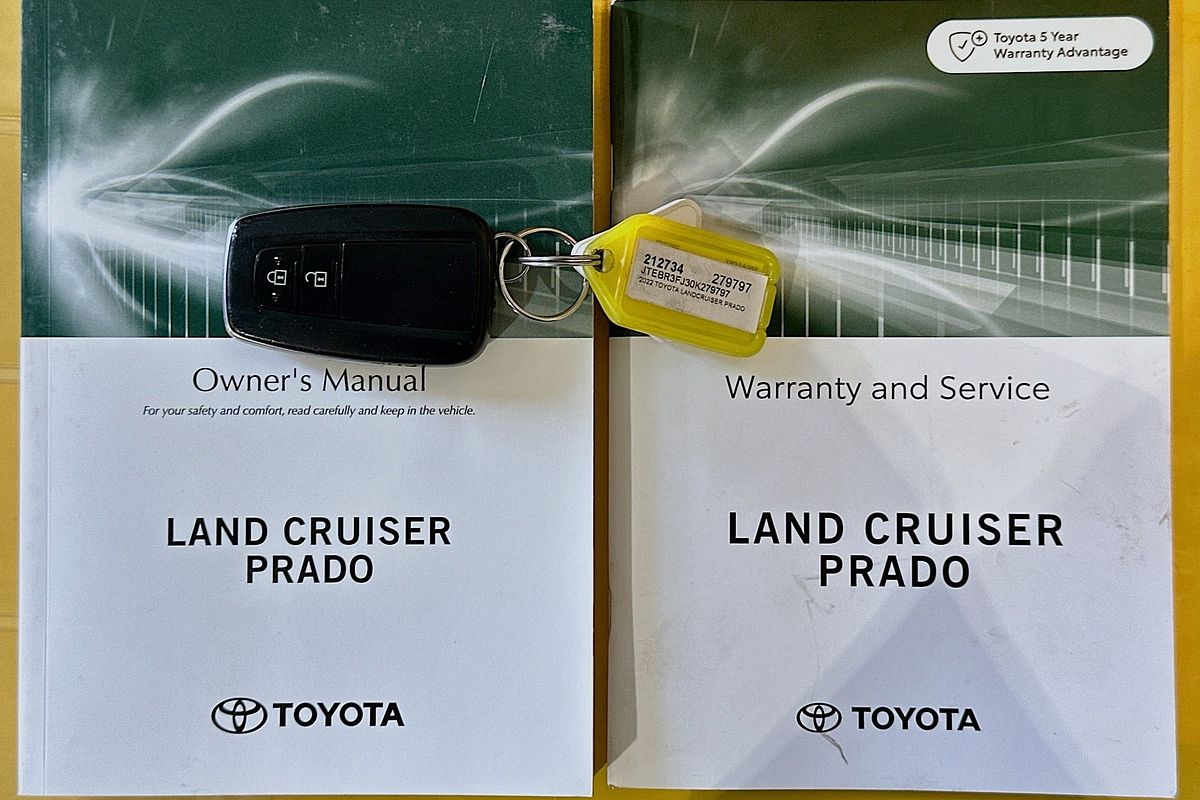 Toyota 5 Year
Warranty Advantage
212734 279797
JTEBR3FJ30K279797
2022 TOYOTA LANDCRUISER PRADO
Owner's Manual
For your safety and comfort, read carefully and keep in the vehicle.
LAND CRUISER
PRADO
TOYOTA
Warranty and Service
LAND CRUISER
PRADO
TOYOTA